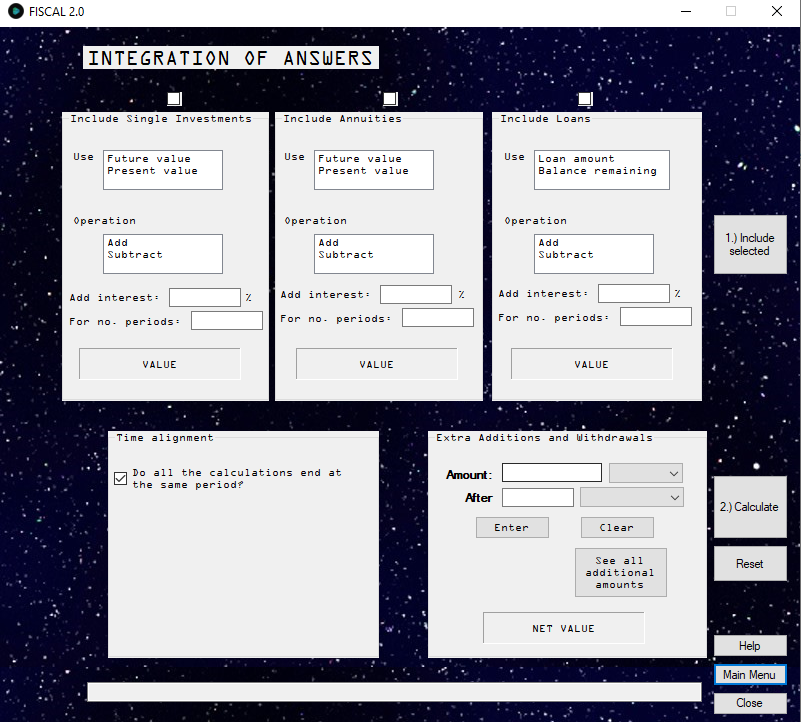 FISCAL 2.0
INTEGRATION OF ANSWERS
Include Single Investments
Use
Future value
Present value
Operation
Add
Subtract
Add interest: %
For no. periods:
VALUE
Include Annuities
Use
Future value
Present value
Operation
Add
Subtract
Add interest: %
For no. periods:
VALUE
Include Loans
Use
Loan amount
Balance remaining
Operation
Add
Subtract
Add interest: %
For no. periods:
VALUE
1.) Include
selected
Time alignment
Do all the calculations end at
the same period?
Extra Additions and Withdrawals
Amount:
After
Enter Clear
See all
additional
amounts
NET VALUE
2.) Calculate
Reset
Help
Main Menu
Close